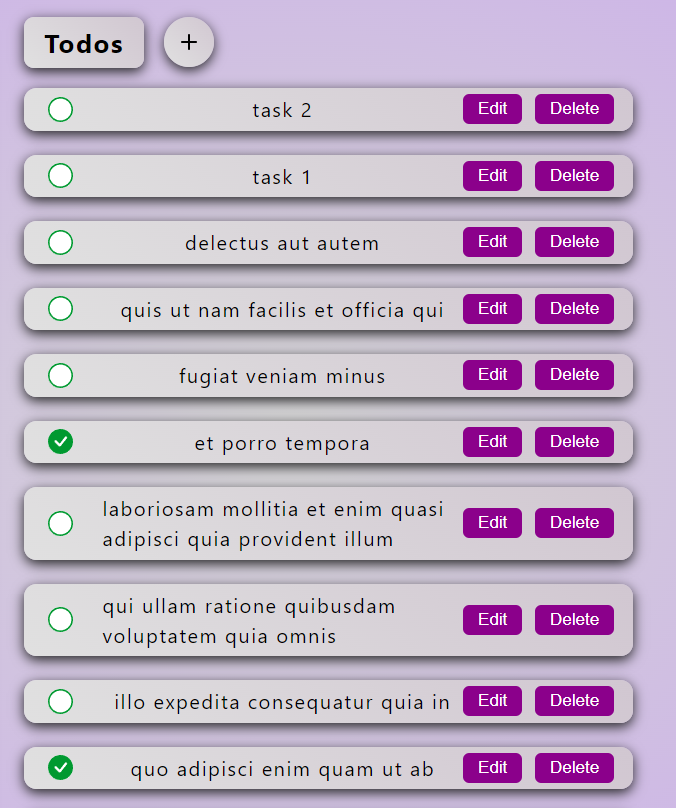 Todos +
task 2 Edit Delete
task 1 Edit Delete
delectus aut autem Edit Delete
quis ut nam facilis et officia qui Edit Delete
fugiat veniam minus Edit Delete
et porro tempora Edit Delete
laboriosam mollitia et enim quasi
adipisci quia provident illum Edit Delete
qui ullam ratione quibusdam
voluptatem quia omnis Edit Delete
illo expedita consequatur quia in Edit Delete
quo adipisci enim quam ut ab Edit Delete